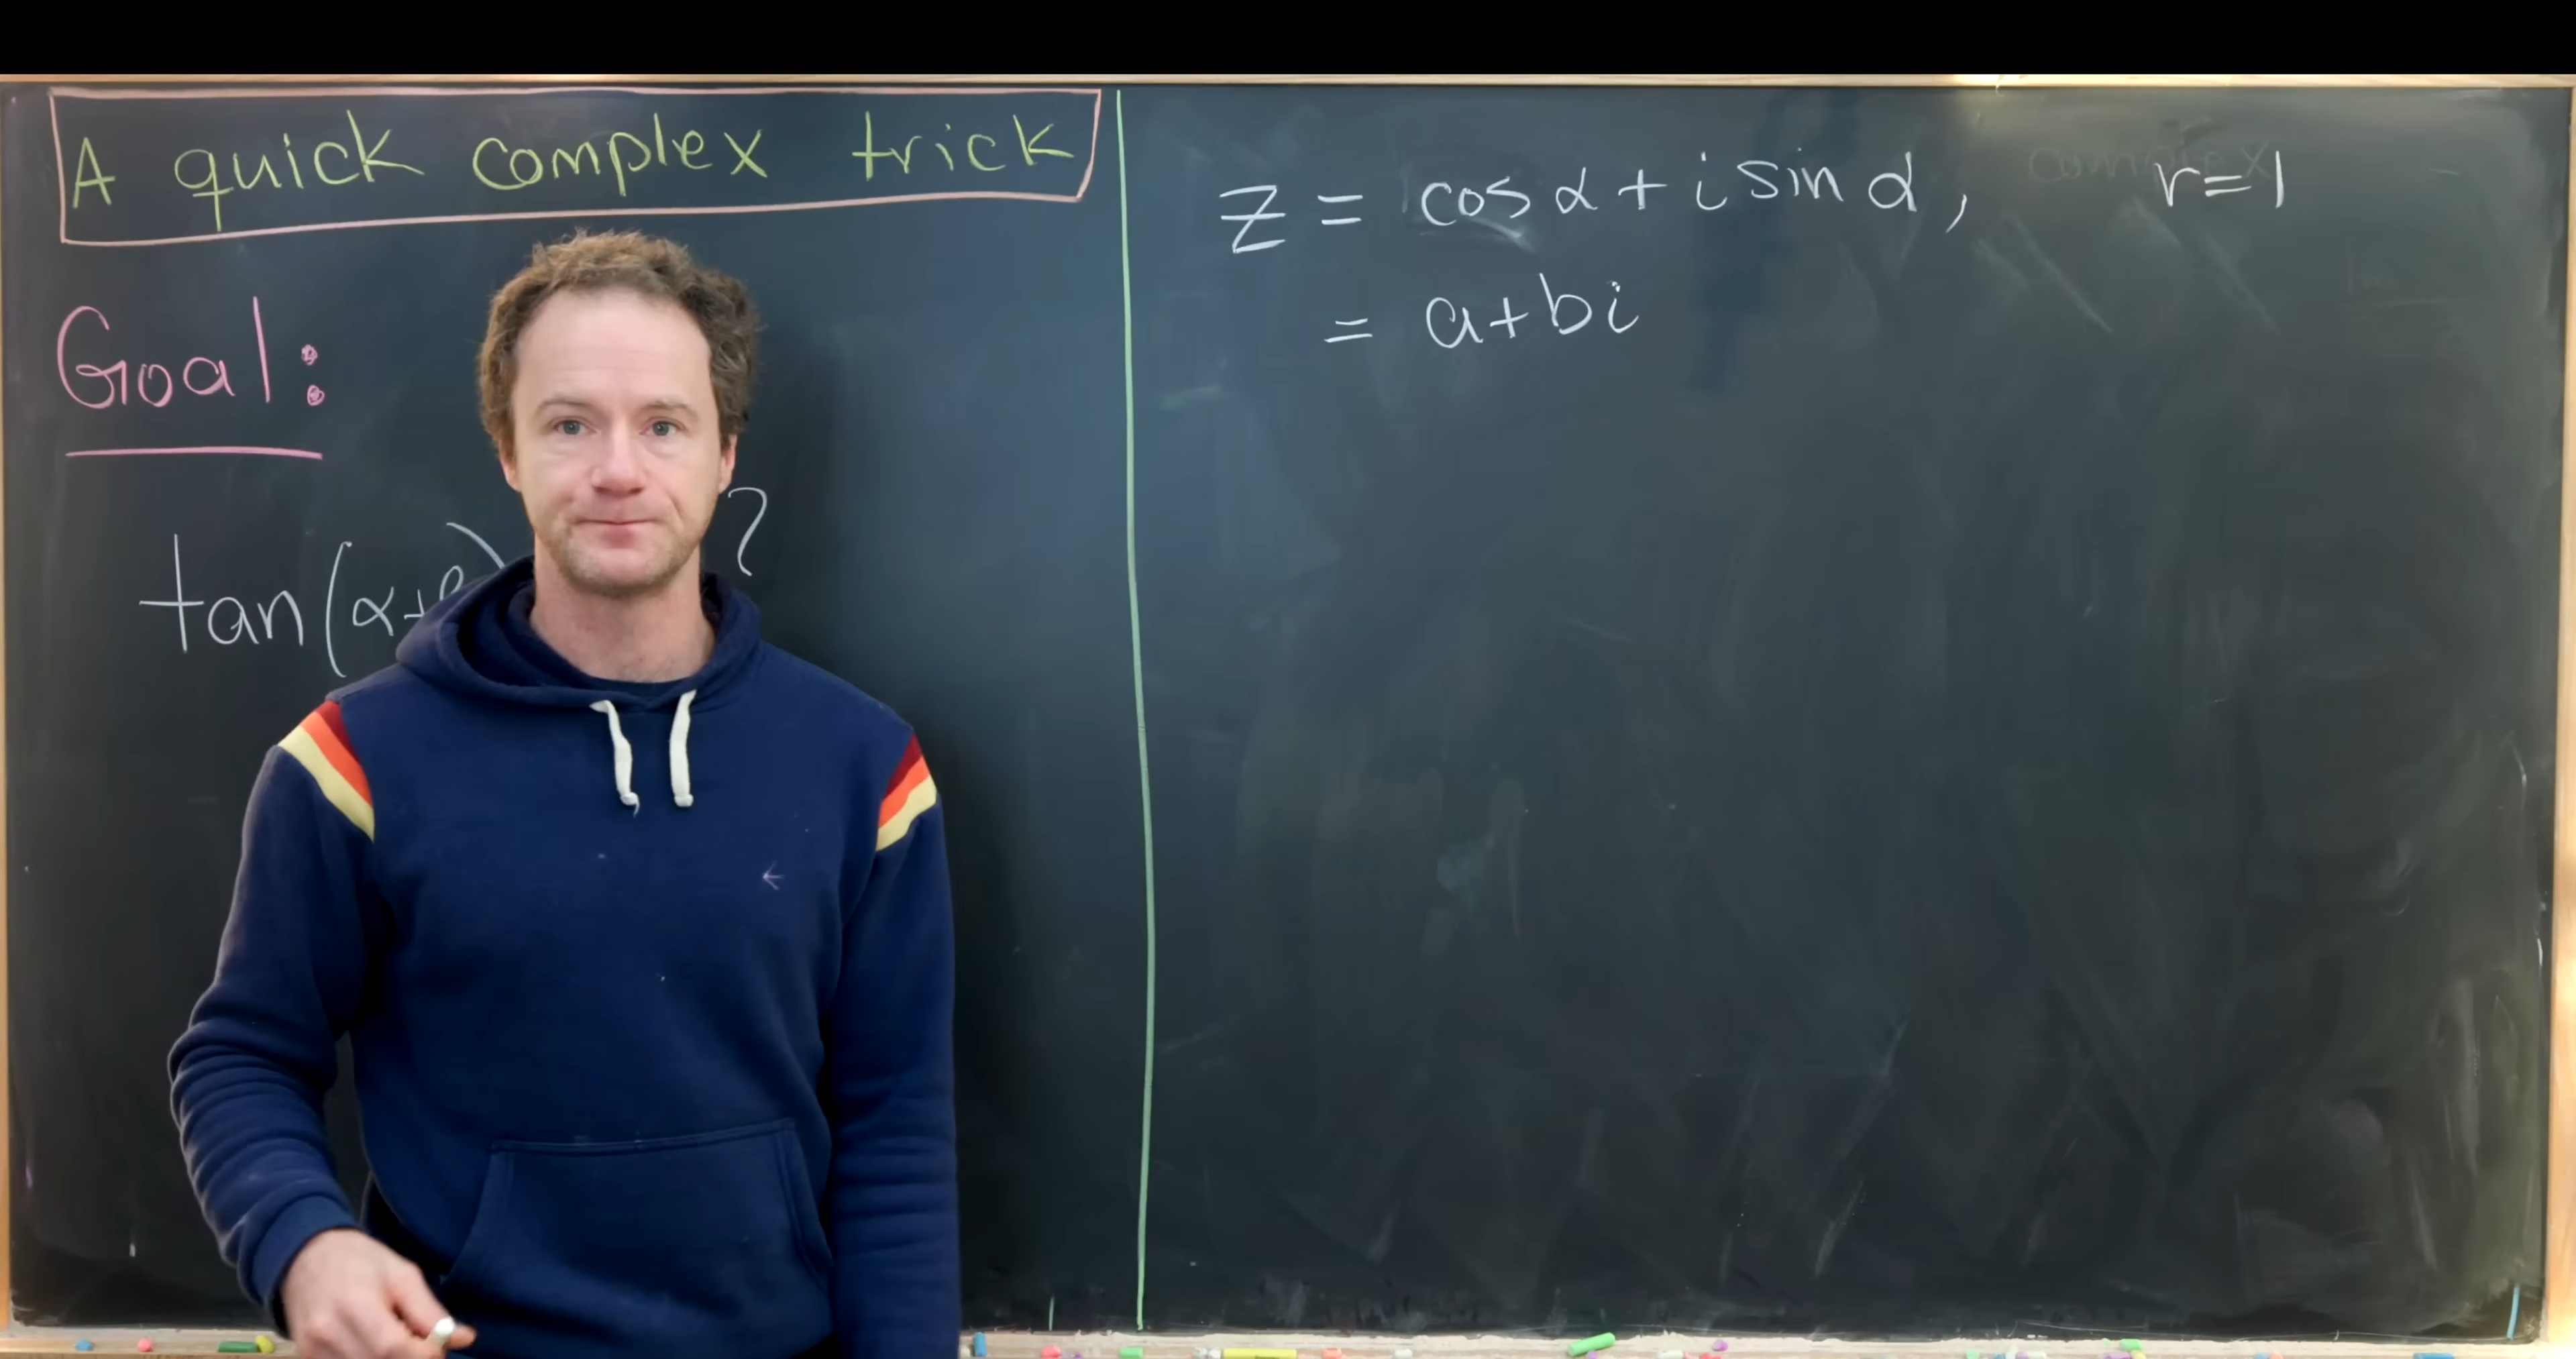 A quick complex trick
Goal:
tan(α+β) ?
z = cos α + i sin α, r=1
= a+bi